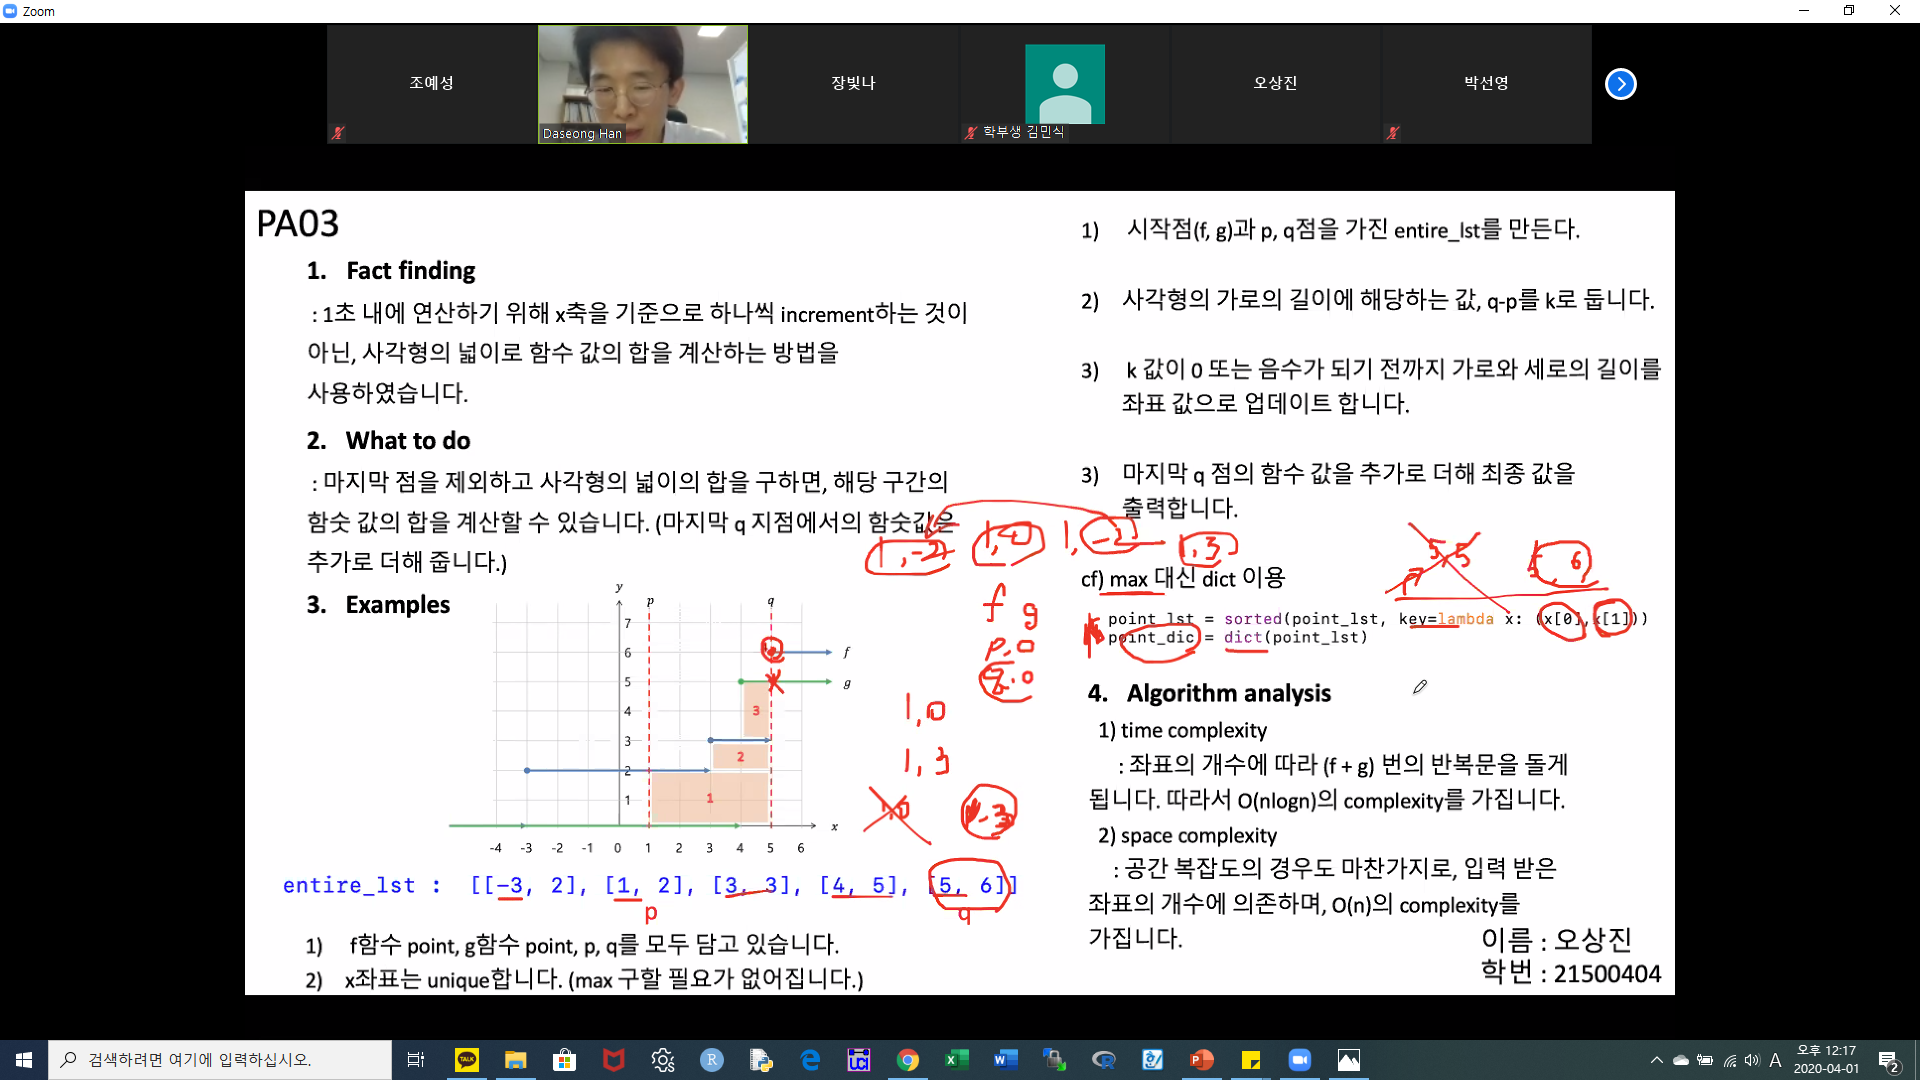 Zoom
조예성
Daseong Han
장빛나
학부생 김민식
오상진
박선영
PA03
1. Fact finding
: 1초 내에 연산하기 위해 x축을 기준으로 하나씩 increment하는 것이
아닌, 사각형의 넓이로 함수 값의 합을 계산하는 방법을
사용하였습니다.
2. What to do
: 마지막 점을 제외하고 사각형의 넓이의 합을 구하면, 해당 구간의
함숫 값의 합을 계산할 수 있습니다. (마지막 q 지점에서의 함숫값은
추가로 더해 줍니다.)
3. Examples
y
p
q
7
6
5
4
3
2
1
f
g
3
2
1
x
-4 -3 -2 -1 0 1 2 3 4 5 6
entire_lst : [[-3, 2], [1, 2], [3, 3], [4, 5], [5, 6]]
p
q
1) f함수 point, g함수 point, p, q를 모두 담고 있습니다.
2) x좌표는 unique합니다. (max 구할 필요가 없어집니다.)
1, -2
1, 0
1, -2
1, 3
f g
p, 0
q, 0
1, 0
1, 3
1) 시작점(f, g)과 p, q점을 가진 entire_lst를 만든다.
2) 사각형의 가로의 길이에 해당하는 값, q-p를 k로 둡니다.
3) k 값이 0 또는 음수가 되기 전까지 가로와 세로의 길이를
좌표 값으로 업데이트 합니다.
3) 마지막 q 점의 함수 값을 추가로 더해 최종 값을
출력합니다.
5, 5
6
cf) max 대신 dict 이용
point_lst = sorted(point_lst, key=lambda x: (x[0],x[1]))
point_dic = dict(point_lst)
4. Algorithm analysis
1) time complexity
: 좌표의 개수에 따라 (f + g) 번의 반복문을 돌게
됩니다. 따라서 O(nlogn)의 complexity를 가집니다.
2) space complexity
: 공간 복잡도의 경우도 마찬가지로, 입력 받은
좌표의 개수에 의존하며, O(n)의 complexity를
가집니다.
이름 : 오상진
학번 : 21500404
검색하려면 여기에 입력하십시오.
TALK
A
오후 12:17
2020-04-01
2